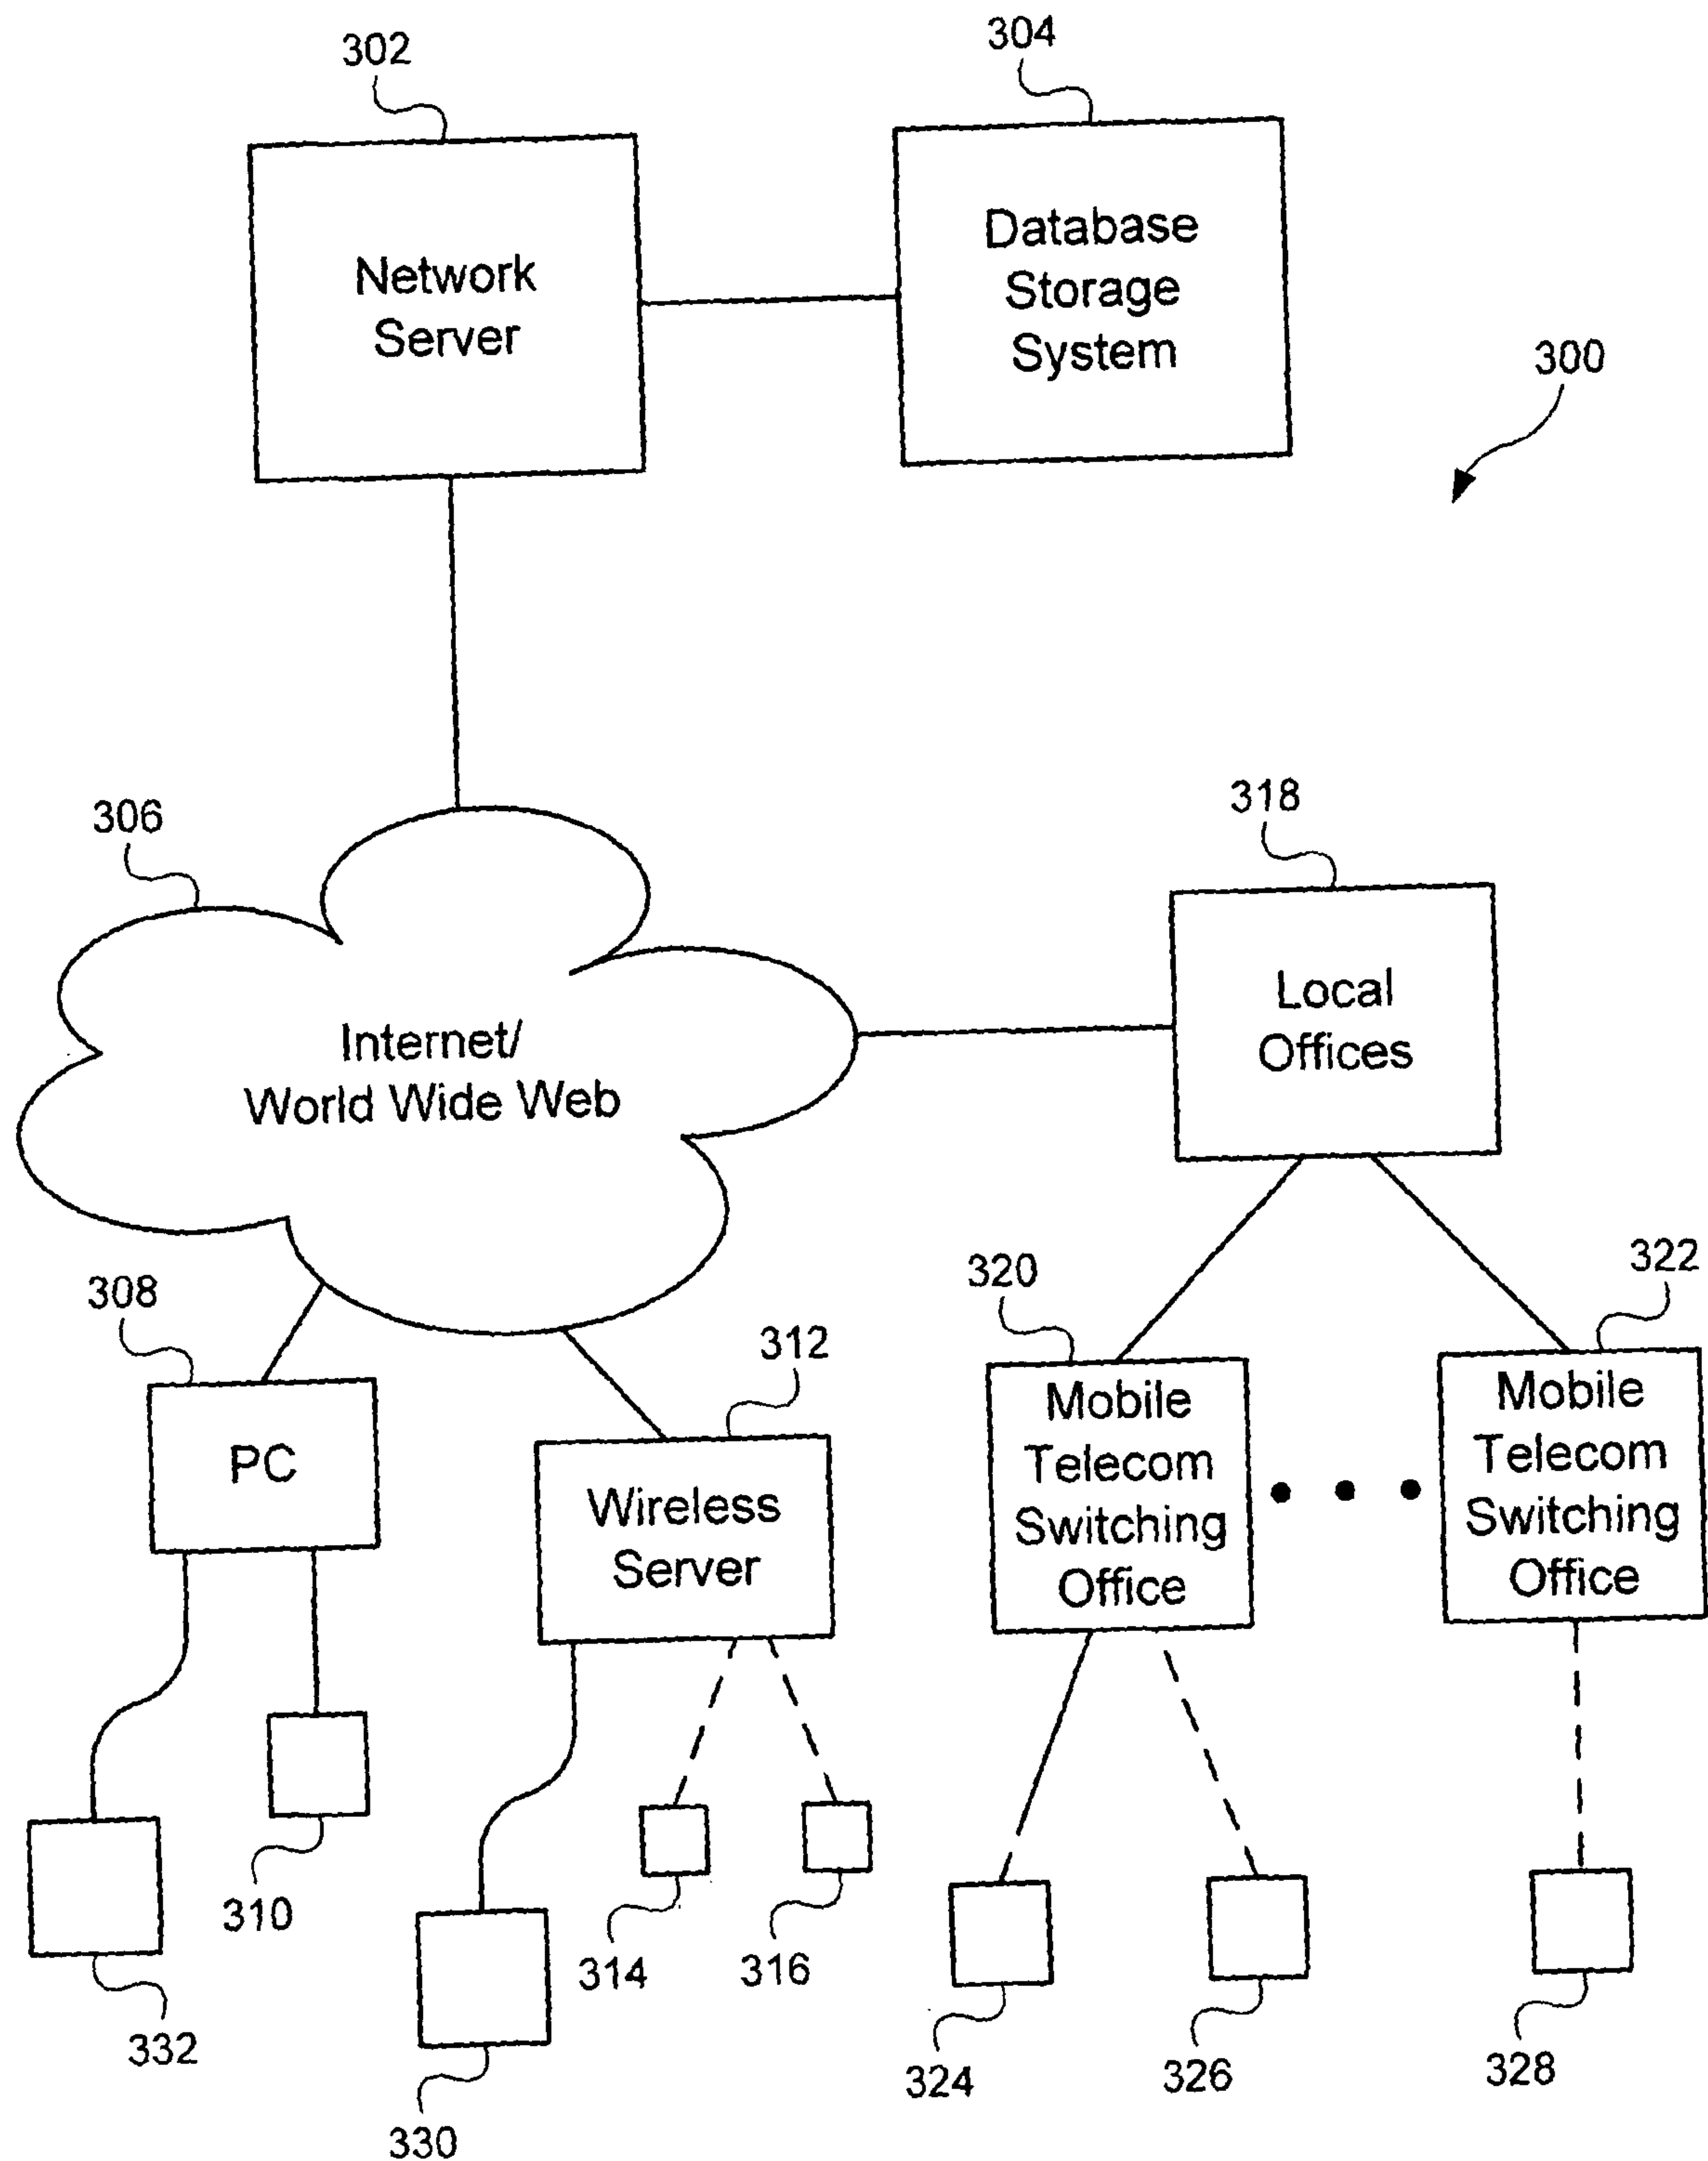 302
304
Network
Server
Database
Storage
System
300
306
318
Internet/
World Wide Web
Local
Offices
308
312
320
322
PC
Wireless
Server
Mobile
Telecom
Switching
Office
Mobile
Telecom
Switching
Office
310
314
316
332
330
324
326
328